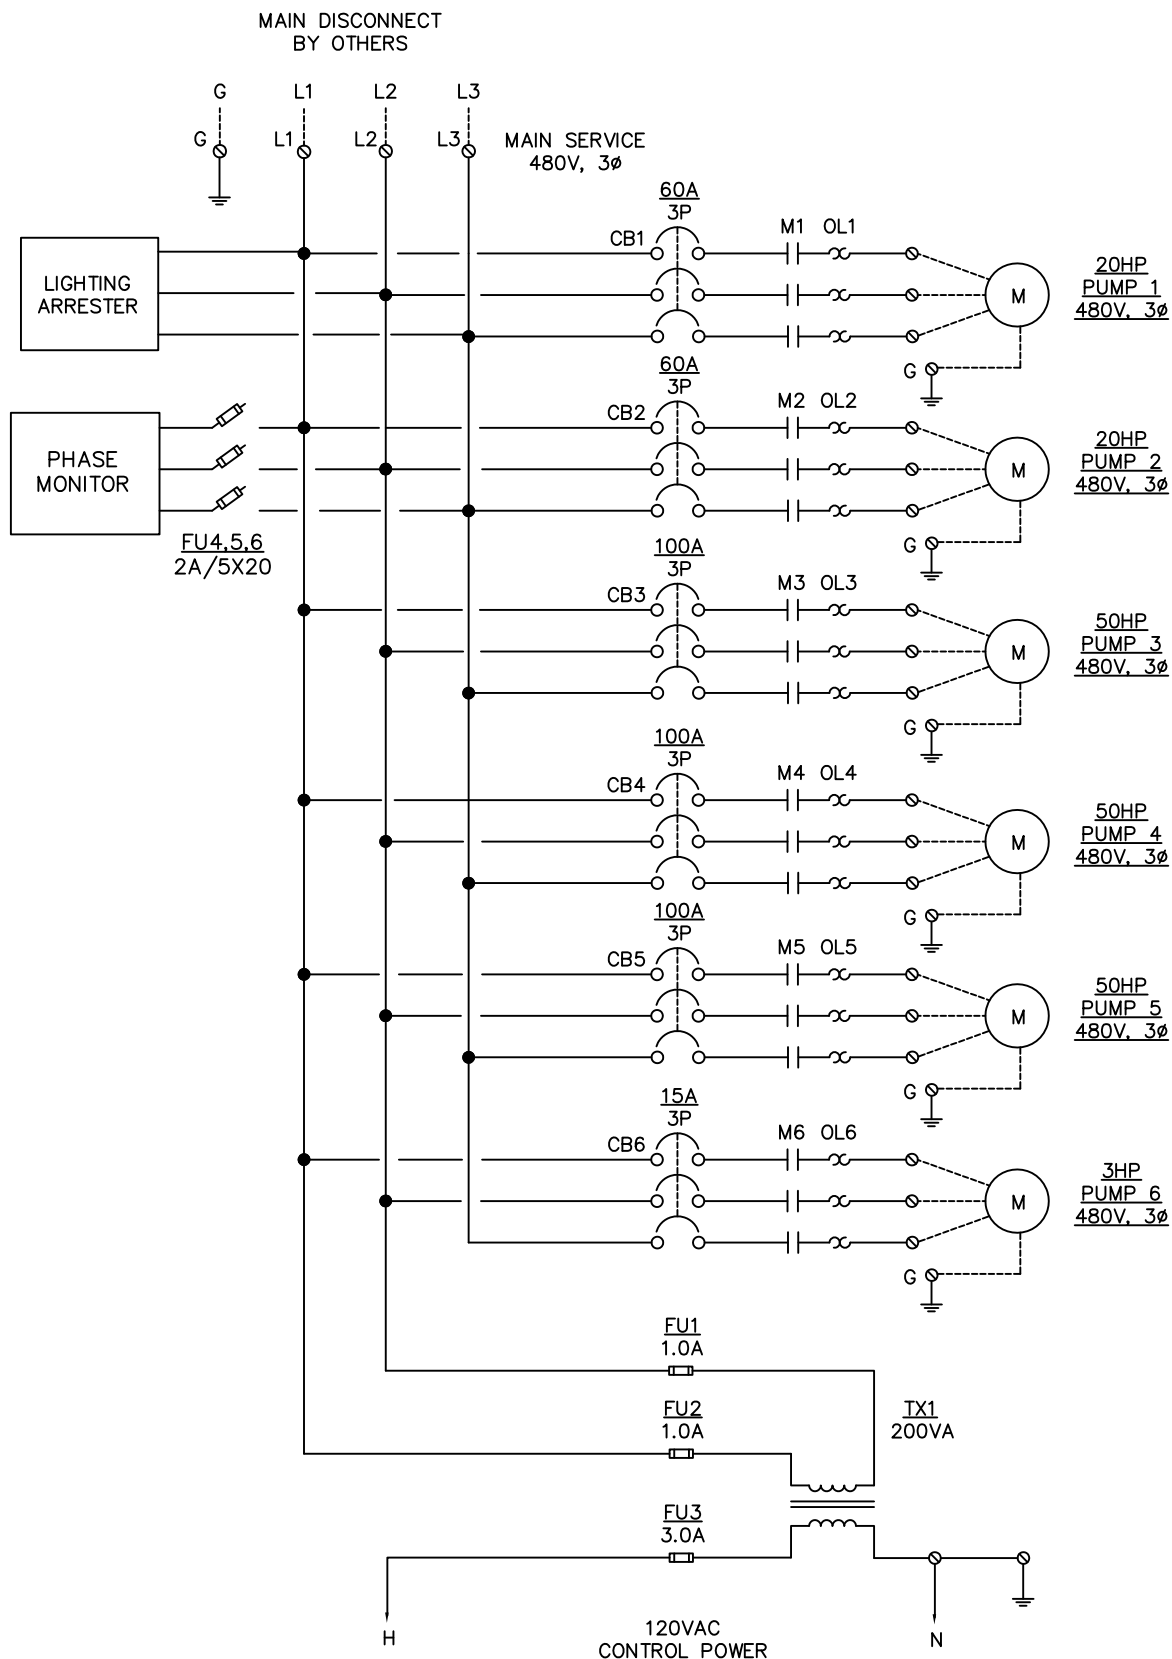 MAIN DISCONNECT
BY OTHERS
G L1 L2 L3
G L1 L2 L3
MAIN SERVICE
480V, 3ø
LIGHTING
ARRESTER
60A
3P
CB1
M1 OL1
M
G
20HP
PUMP 1
480V, 3ø
PHASE
MONITOR
FU4,5,6
2A/5X20
60A
3P
CB2
M2 OL2
M
G
20HP
PUMP 2
480V, 3ø
100A
3P
CB3
M3 OL3
M
G
50HP
PUMP 3
480V, 3ø
100A
3P
CB4
M4 OL4
M
G
50HP
PUMP 4
480V, 3ø
100A
3P
CB5
M5 OL5
M
G
50HP
PUMP 5
480V, 3ø
15A
3P
CB6
M6 OL6
M
G
3HP
PUMP 6
480V, 3ø
FU1
1.0A
FU2
1.0A
TX1
200VA
FU3
3.0A
H
120VAC
CONTROL POWER
N